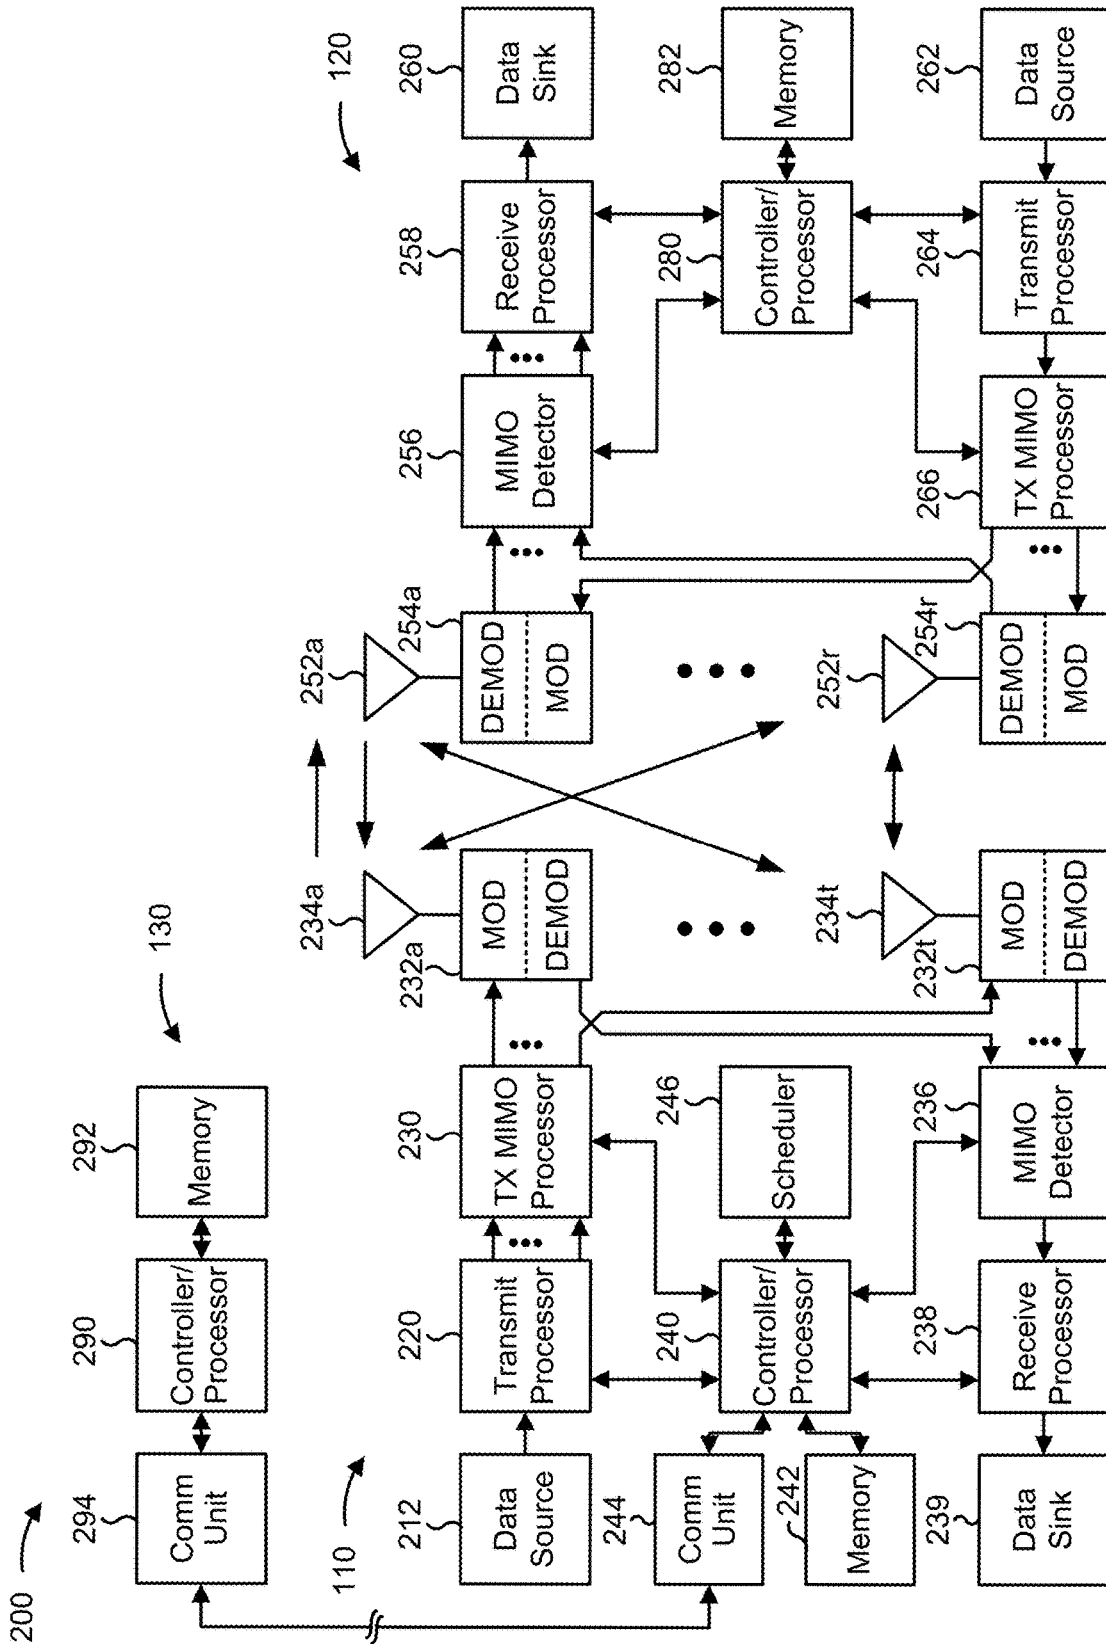 200
294
Comm
Unit
290
Controller/
Processor
292
Memory
130
110
212
Data
Source
220
Transmit
Processor
230
TX MIMO
Processor
232a
MOD
DEMOD
234a
252a
254a
DEMOD
MOD
256
MIMO
Detector
258
Receive
Processor
260
Data
Sink
120
244
Comm
Unit
242
Memory
240
Controller/
Processor
246
Scheduler
280
Controller/
Processor
282
Memory
239
Data
Sink
238
Receive
Processor
236
MIMO
Detector
232t
MOD
DEMOD
234t
252r
254r
DEMOD
MOD
266
TX MIMO
Processor
264
Transmit
Processor
262
Data
Source